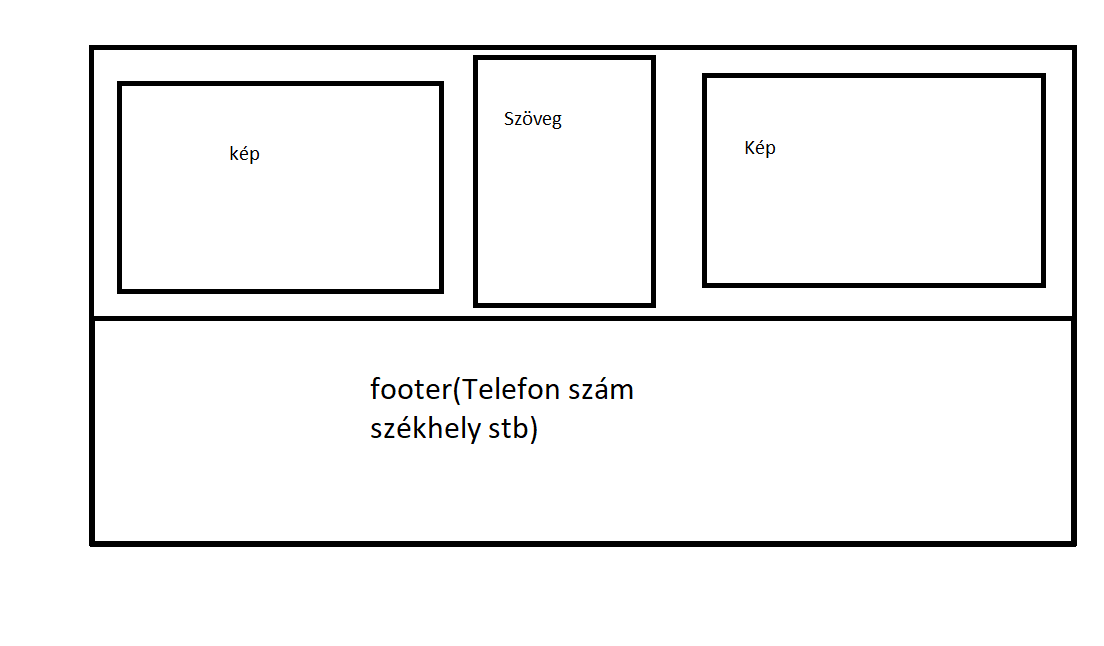 kép
Szöveg
Kép
footer(Telefon szám
székhely stb)